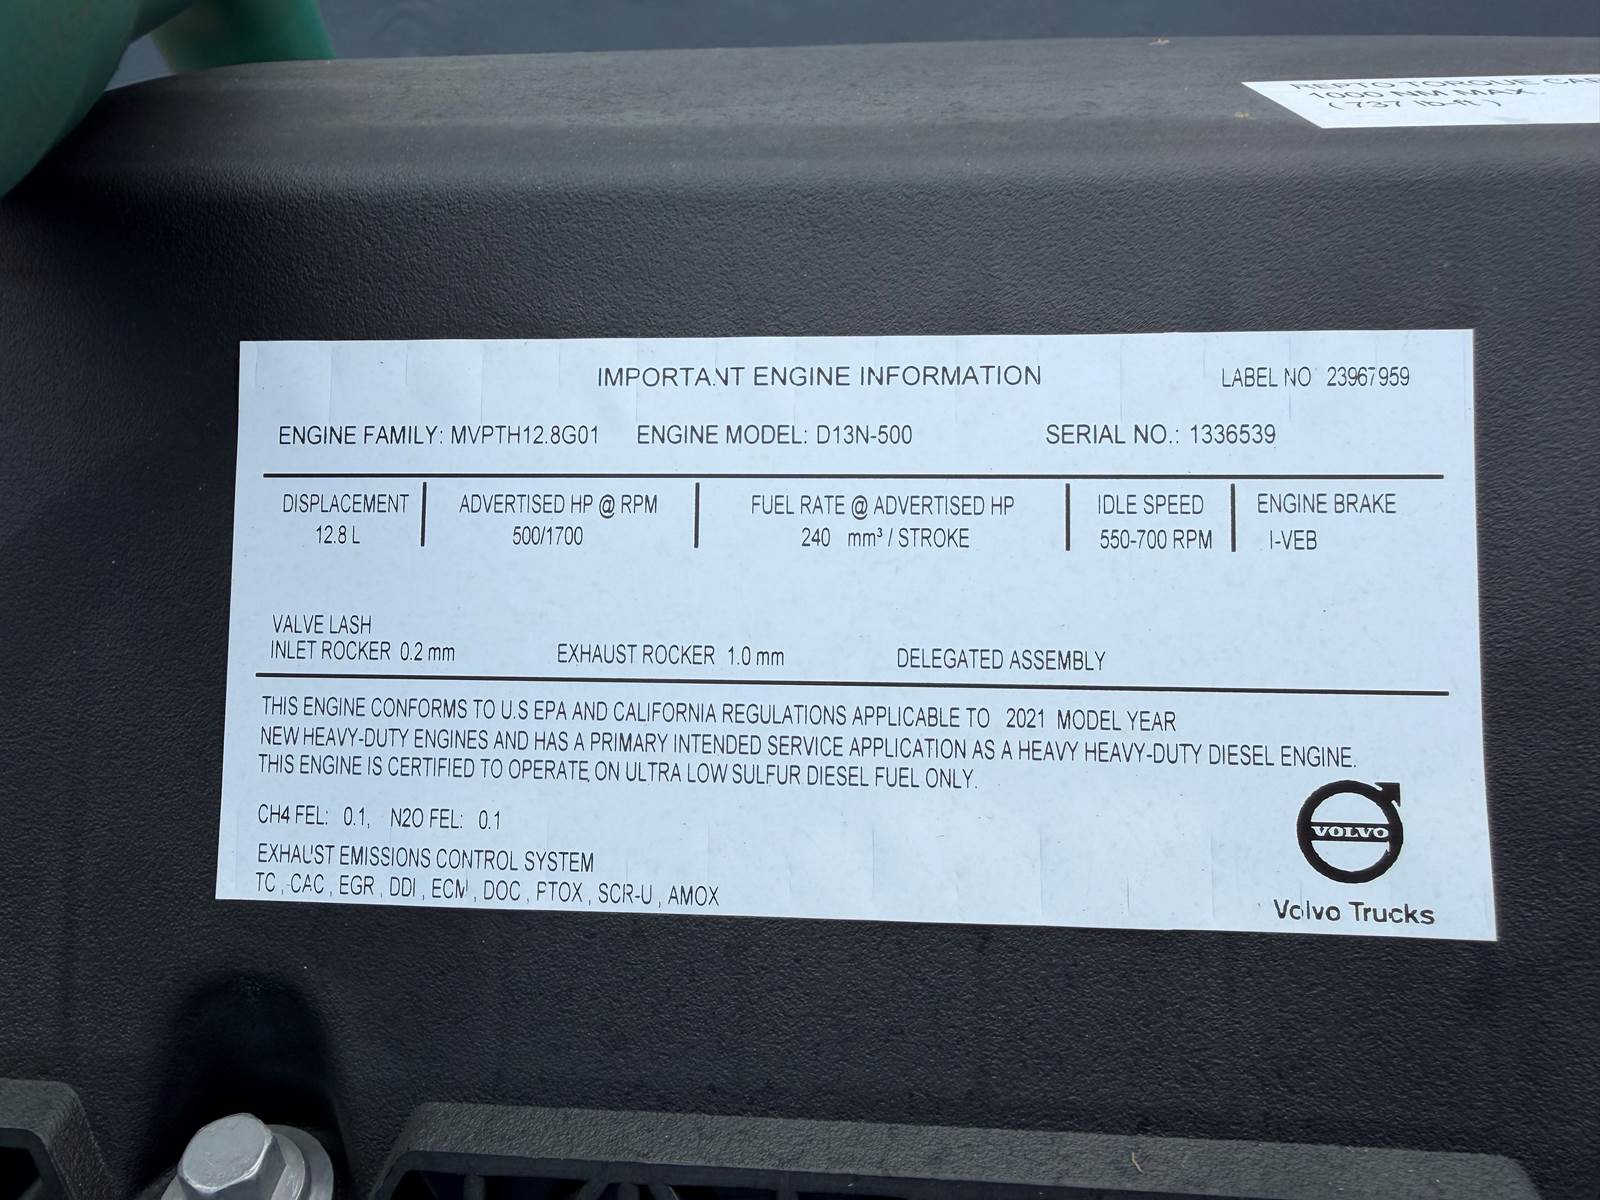 REPTO TORQUE
1000 NM MAX.
(737 lb-ft)
IMPORTANT ENGINE INFORMATION LABEL NO 23967959
ENGINE FAMILY: MVPTH12.8G01 ENGINE MODEL: D13N-500 SERIAL NO.: 1336539
DISPLACEMENT ADVERTISED HP @ RPM FUEL RATE @ ADVERTISED HP IDLE SPEED ENGINE BRAKE
12.8 L 500/1700 240 mm³ / STROKE 550-700 RPM I-VEB
VALVE LASH
INLET ROCKER 0.2 mm EXHAUST ROCKER 1.0 mm DELEGATED ASSEMBLY
THIS ENGINE CONFORMS TO U.S EPA AND CALIFORNIA REGULATIONS APPLICABLE TO 2021 MODEL YEAR
NEW HEAVY-DUTY ENGINES AND HAS A PRIMARY INTENDED SERVICE APPLICATION AS A HEAVY HEAVY-DUTY DIESEL ENGINE.
THIS ENGINE IS CERTIFIED TO OPERATE ON ULTRA LOW SULFUR DIESEL FUEL ONLY.
CH4 FEL: 0.1, N2O FEL: 0.1
EXHAUST EMISSIONS CONTROL SYSTEM
TC, CAC, EGR, DDI, ECM, DOC, PTOX, SCR-U, AMOX
VOLVO
Volvo Trucks